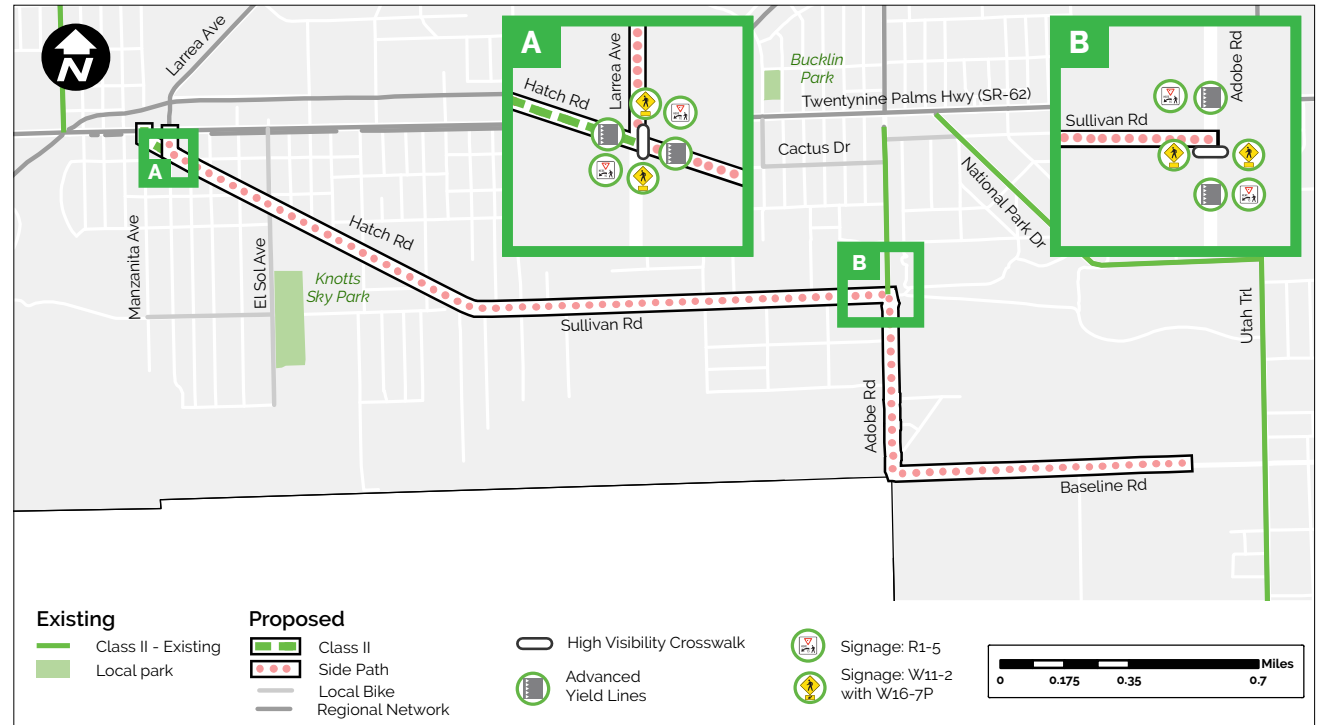 N
Larrea Ave
A
Hatch Rd
Larrea Ave
Bucklin
Park
Twentynine Palms Hwy (SR-62)
Cactus Dr
National Park Dr
B
Adobe Rd
Sullivan Rd
A
Manzanita Ave
El Sol Ave
Hatch Rd
Knotts
Sky Park
Sullivan Rd
B
Adobe Rd
Baseline Rd
Utah Trl
Existing
Class II - Existing
Local park
Proposed
Class II
Side Path
Local Bike
Regional Network
High Visibility Crosswalk
Advanced
Yield Lines
Signage: R1-5
Signage: W11-2
with W16-7P
Miles
0 0.175 0.35 0.7